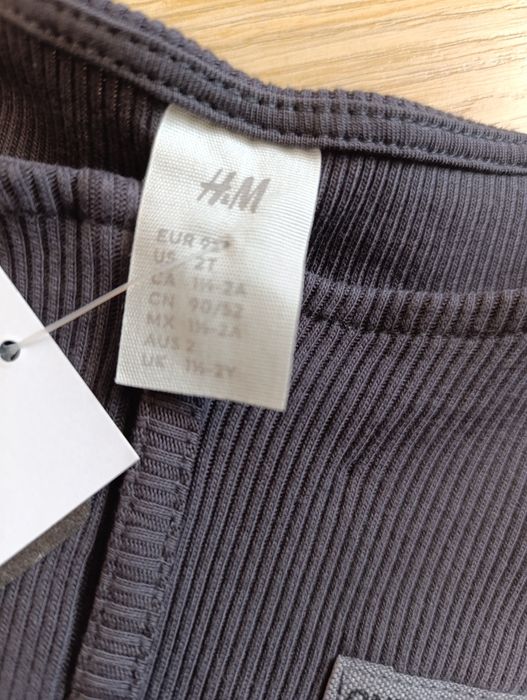 H&M
EUR 92*
US 2T
CA 1½-2A
CN 90/52
MX 1½-2A
AUS 2
UK 1½-2Y